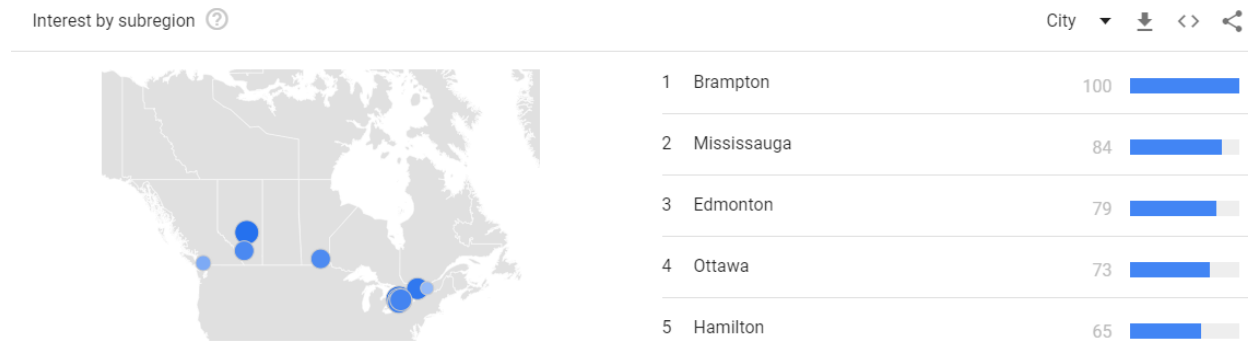 Interest by subregion ?
City
1 Brampton 100
2 Mississauga 84
3 Edmonton 79
4 Ottawa 73
5 Hamilton 65